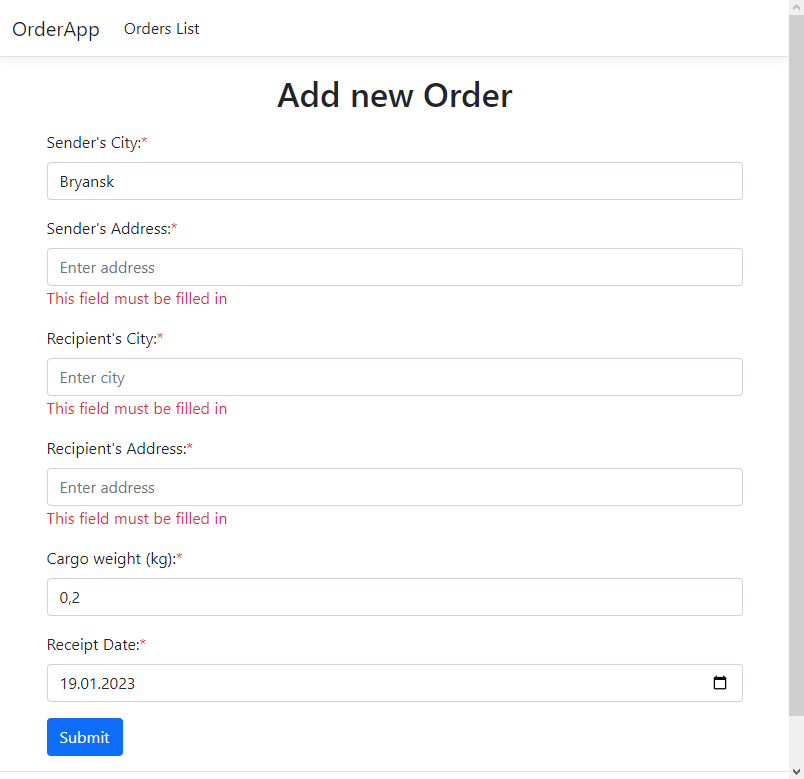 OrderApp Orders List
Add new Order
Sender's City:*
Bryansk
Sender's Address:*
Enter address
This field must be filled in
Recipient's City:*
Enter city
This field must be filled in
Recipient's Address:*
Enter address
This field must be filled in
Cargo weight (kg):*
0,2
Receipt Date:*
19.01.2023
Submit